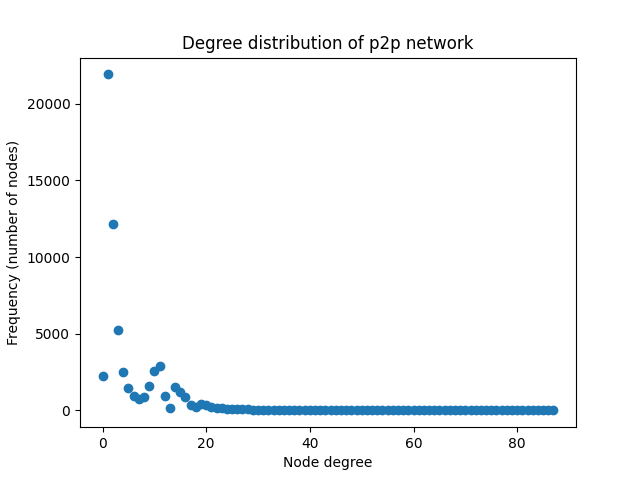 Degree distribution of p2p network
Frequency (number of nodes)
20000
15000
10000
5000
0
0 20 40 60 80
Node degree